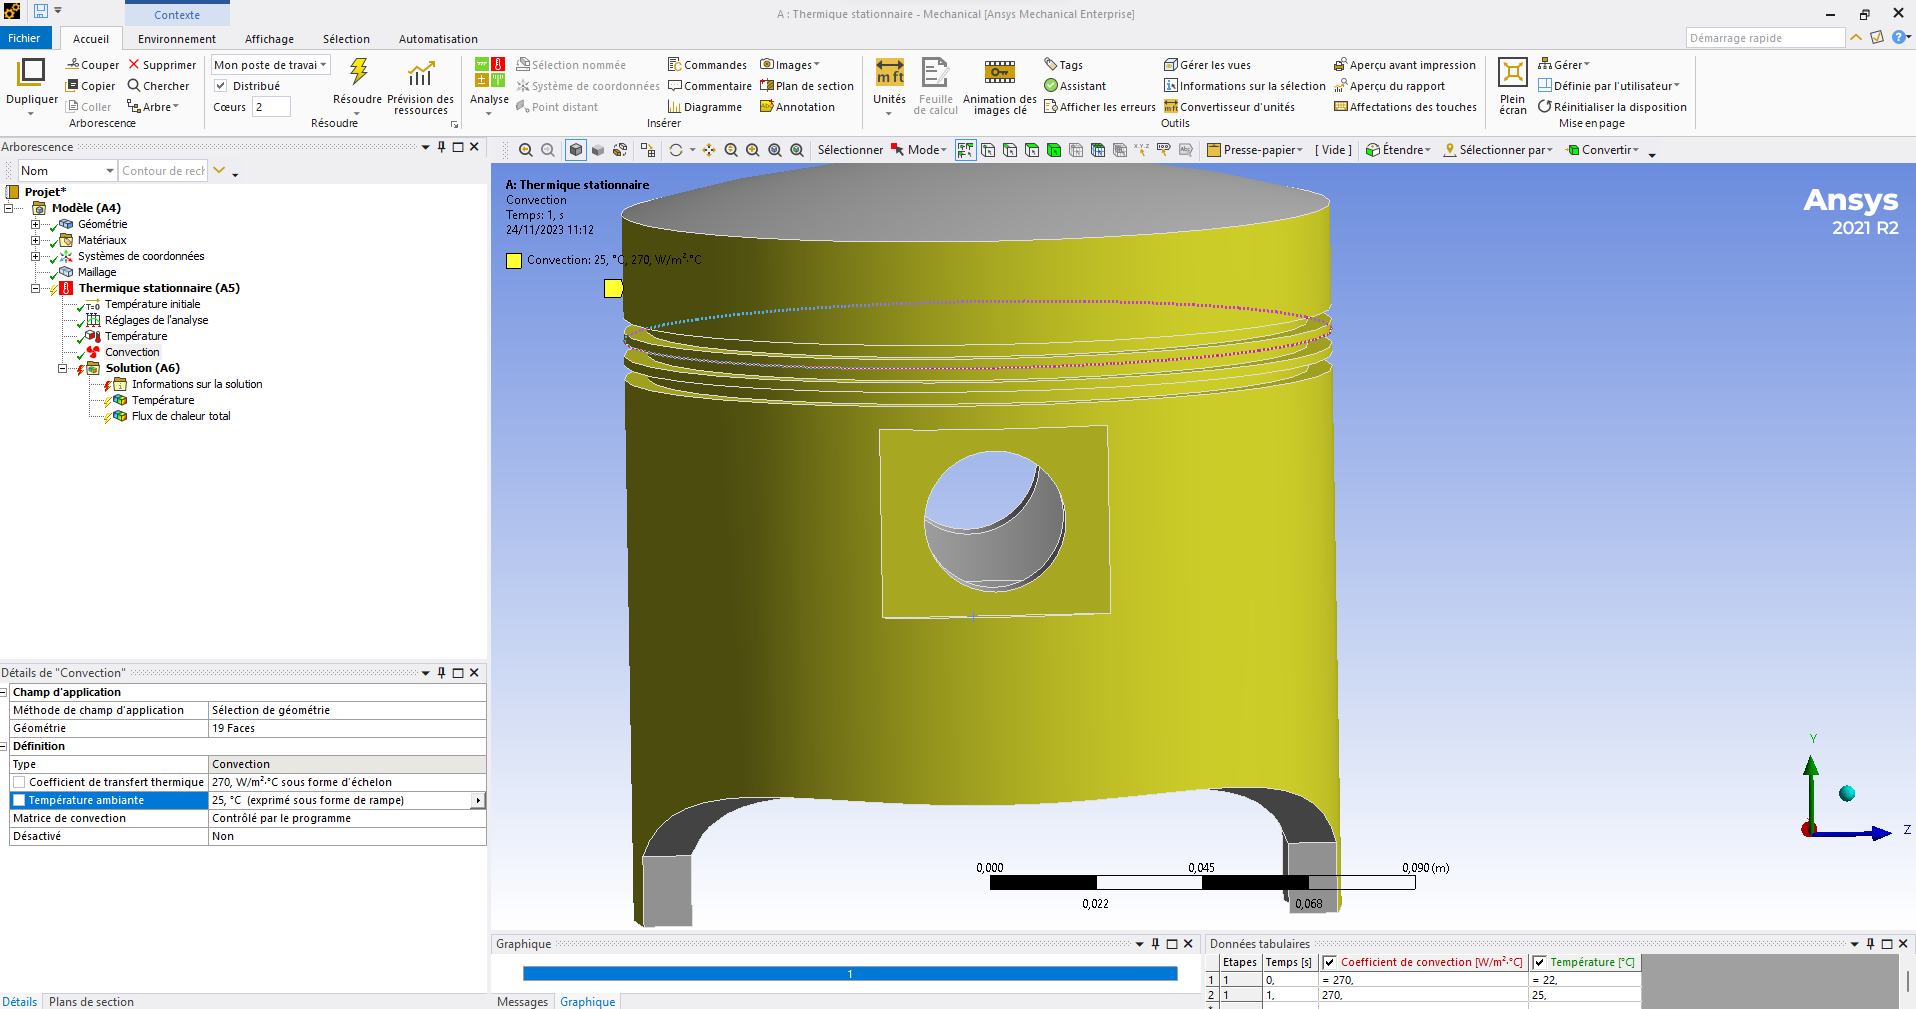 Contexte
A : Thermique stationnaire - Mechanical [Ansys Mechanical Enterprise]
Fichier
Accueil
Environnement
Affichage
Sélection
Automatisation
Démarrage rapide
Dupliquer
Couper
Copier
Coller
Supprimer
Chercher
Arbre
Arborescence
Mon poste de travai
Distribué
Cœurs 2
Résoudre
Prévision des ressources
Résoudre
Analyse
Sélection nommée
Système de coordonnées
Point distant
Commandes
Commentaire
Diagramme
Images
Plan de section
Annotation
Insérer
m ft
Unités
Feuille de calcul
Animation des images clé
Tags
Assistant
Afficher les erreurs
Gérer les vues
Informations sur la sélection
Convertisseur d'unités
Aperçu avant impression
Aperçu du rapport
Affectations des touches
Outils
Plein écran
Gérer
Définie par l'utilisateur
Réinitialiser la disposition
Mise en page
Arborescence
Sélectionner
Mode
Presse-papier
[ Vide ]
Étendre
Sélectionner par
Convertir
Nom
Contour de rech
Projet*
Modèle (A4)
Géométrie
Matériaux
Systèmes de coordonnées
Maillage
Thermique stationnaire (A5)
Température initiale
Réglages de l'analyse
Température
Convection
Solution (A6)
Informations sur la solution
Température
Flux de chaleur total
A: Thermique stationnaire
Convection
Temps: 1, s
24/11/2023 11:12
Convection: 25, °C, 270, W/m²·°C
Ansys
2021 R2
Y
Z
0,000
0,045
0,090 (m)
0,022
0,068
Détails de "Convection"
Champ d'application
Méthode de champ d'application Sélection de géométrie
Géométrie 19 Faces
Définition
Type Convection
Coefficient de transfert thermique 270, W/m²·°C sous forme d'échelon
Température ambiante 25, °C (exprimé sous forme de rampe)
Matrice de convection Contrôlé par le programme
Désactivé Non
Détails
Plans de section
Graphique
1
Messages
Graphique
Données tabulaires
Etapes Temps [s] Coefficient de convection [W/m²·°C] Température [°C]
1 1 0, = 270, = 22,
2 1 1, 270, 25,